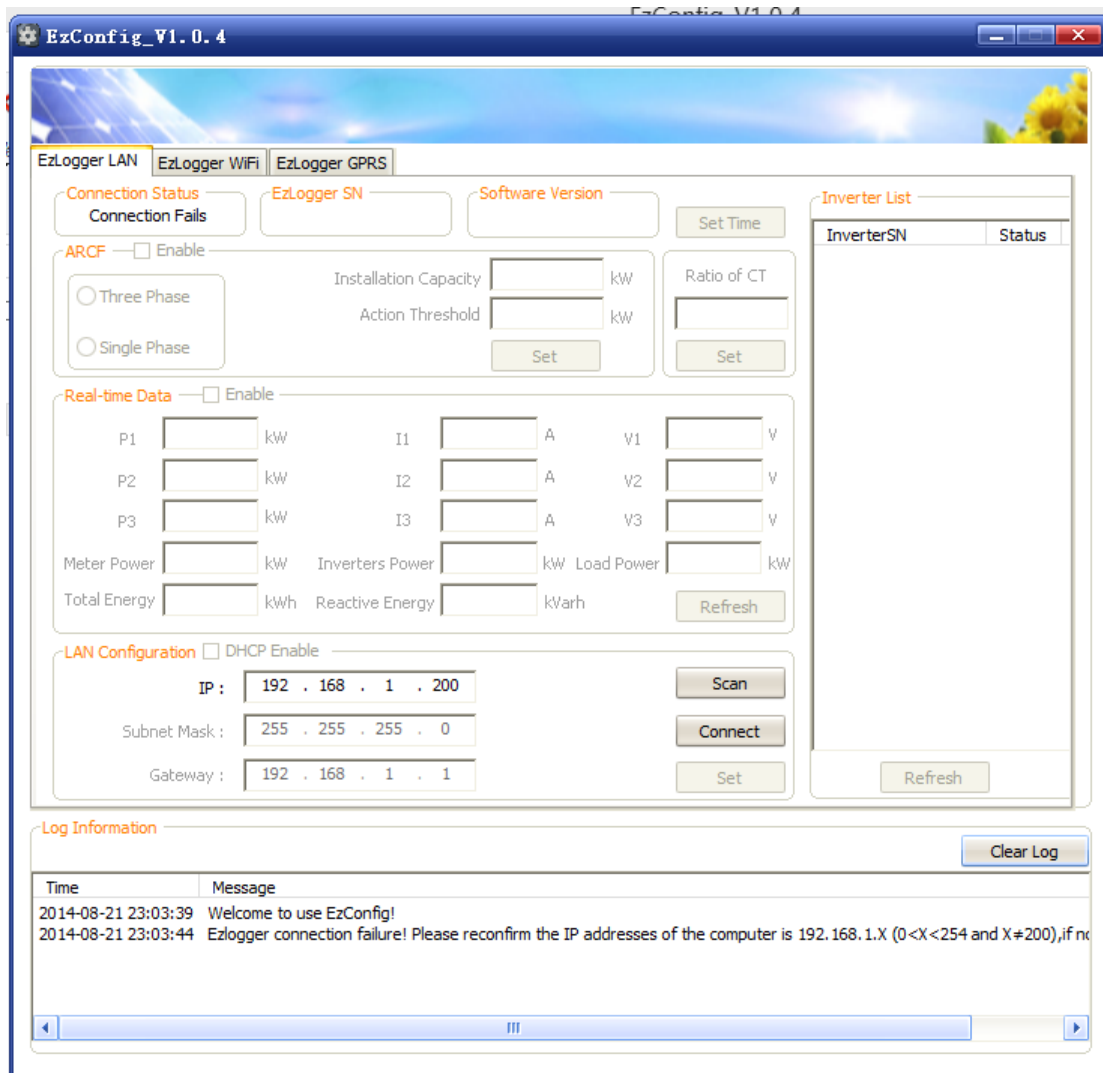 EzConfig_V1.0.4
EzLogger LAN EzLogger WiFi EzLogger GPRS
Connection Status EzLogger SN Software Version
Connection Fails
Set Time
Inverter List
InverterSN Status
ARCF Enable
Three Phase
Single Phase
Installation Capacity kW
Action Threshold kW
Set
Ratio of CT
Set
Real-time Data Enable
P1 kW I1 A V1 V
P2 kW I2 A V2 V
P3 kW I3 A V3 V
Meter Power kW Inverters Power kW Load Power kW
Total Energy kWh Reactive Energy kVarh Refresh
LAN Configuration DHCP Enable
IP : 192 . 168 . 1 . 200 Scan
Subnet Mask : 255 . 255 . 255 . 0 Connect
Gateway : 192 . 168 . 1 . 1 Set
Refresh
Log Information
Clear Log
Time Message
2014-08-21 23:03:39 Welcome to use EzConfig!
2014-08-21 23:03:44 Ezlogger connection failure! Please reconfirm the IP addresses of the computer is 192.168.1.X (0<X<254 and X≠200),if